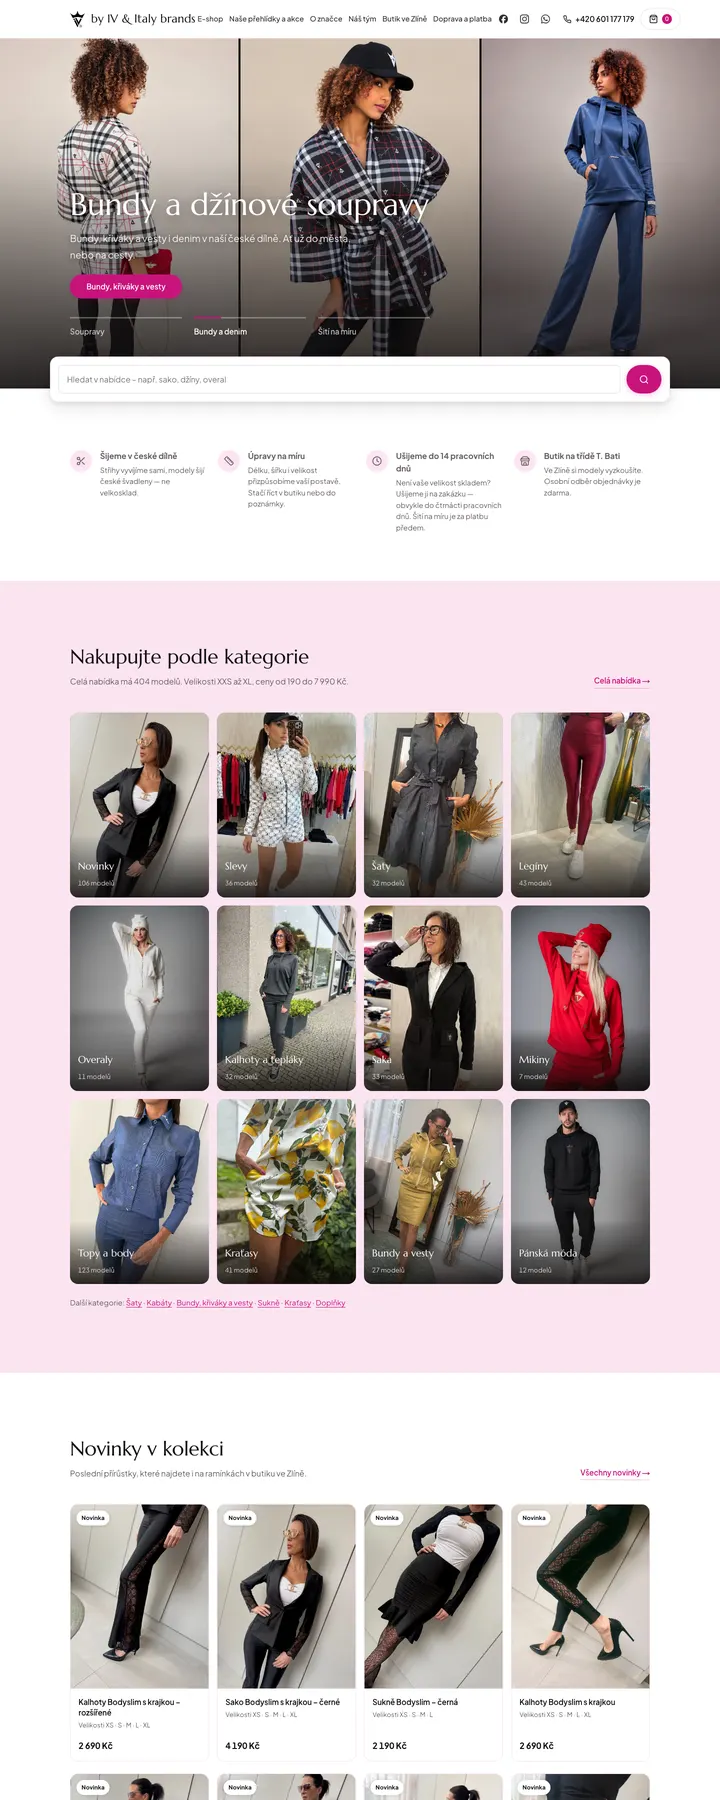 by IV & Italy brands E-shop Naše přehlídky a akce O značce Náš tým Butik ve Zlíně Doprava a platba +420 601 177 179 0
Bundy a džínové soupravy
Bundy, křiváky a vesty i denim v naší české dílně. Ať už do města,
nebo na cesty.
Bundy, křiváky a vesty
Soupravy Bundy a denim Šití na míru
Hledat v nabídce – např. sako, džíny, overal
Šijeme v české dílně
Střihy vyvíjíme sami, modely šijí
české švadleny — ne
velkosklad.
Úpravy na míru
Délku, šířku i velikost
přizpůsobíme vaší postavě.
Stačí říct v butiku nebo do
poznámky.
Ušijeme do 14 pracovních
dnů
Není vaše velikost skladem?
Ušijeme ji na zakázku —
obvykle do čtrnácti pracovních
dnů. Šití na míru je za platbu
předem.
Butik na třídě T. Bati
Ve Zlíně si modely vyzkoušíte.
Osobní odběr objednávky je
zdarma.
Nakupujte podle kategorie
Celá nabídka má 404 modelů. Velikosti XXS až XL, ceny od 190 do 7 990 Kč.
Celá nabídka →
Novinky
106 modelů
Slevy
36 modelů
Šaty
32 modelů
Legíny
43 modelů
Overaly
11 modelů
Kalhoty a tepláky
32 modelů
Saka
33 modelů
Mikiny
7 modelů
Topy a body
123 modelů
Kraťasy
41 modelů
Bundy a vesty
27 modelů
Pánská móda
12 modelů
Další kategorie: Šaty · Kabáty · Bundy, křiváky a vesty · Sukně · Kraťasy · Doplňky
Novinky v kolekci
Poslední přírůstky, které najdete i na ramínkách v butiku ve Zlíně.
Všechny novinky →
Novinka
Novinka
Novinka
Novinka
Kalhoty Bodyslim s krajkou –
rozšířené
Velikosti XS · S · M · L · XL
2 690 Kč
Sako Bodyslim s krajkou – černé
Velikosti XS · S · M · L · XL
4 190 Kč
Sukně Bodyslim – černá
Velikosti XS · S · M · L
2 190 Kč
Kalhoty Bodyslim s krajkou
Velikosti XS · S · M · L · XL
2 690 Kč
Novinka
Novinka
Novinka
Novinka